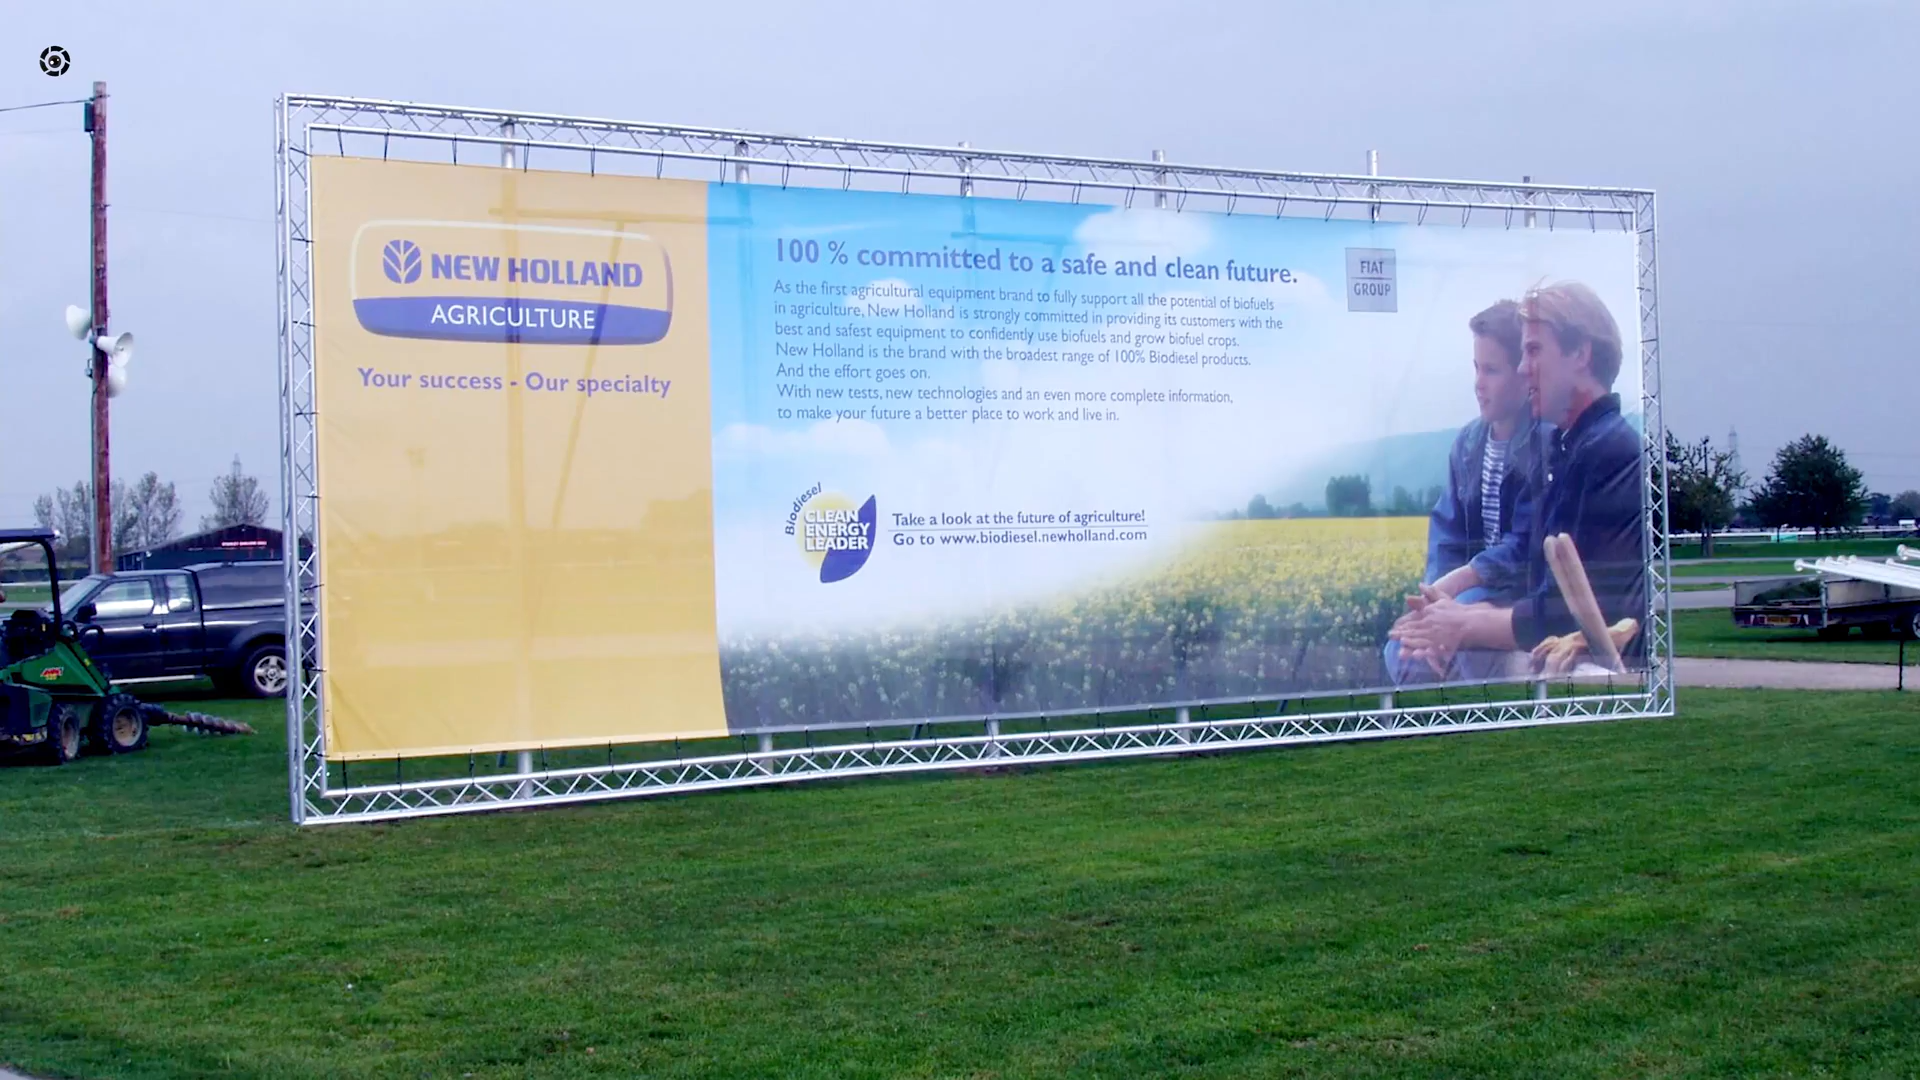 NEW HOLLAND
AGRICULTURE
Your success - Our specialty
100 % committed to a safe and clean future.
As the first agricultural equipment brand to fully support all the potential of biofuels
in agriculture, New Holland is strongly committed in providing its customers with the
best and safest equipment to confidently use biofuels and grow biofuel crops.
New Holland is the brand with the broadest range of 100% Biodiesel products.
And the effort goes on.
With new tests, new technologies and an even more complete information,
to make your future a better place to work and live in.
FIAT
GROUP
Biodiesel
CLEAN
ENERGY
LEADER
Take a look at the future of agriculture!
Go to www.biodiesel.newholland.com